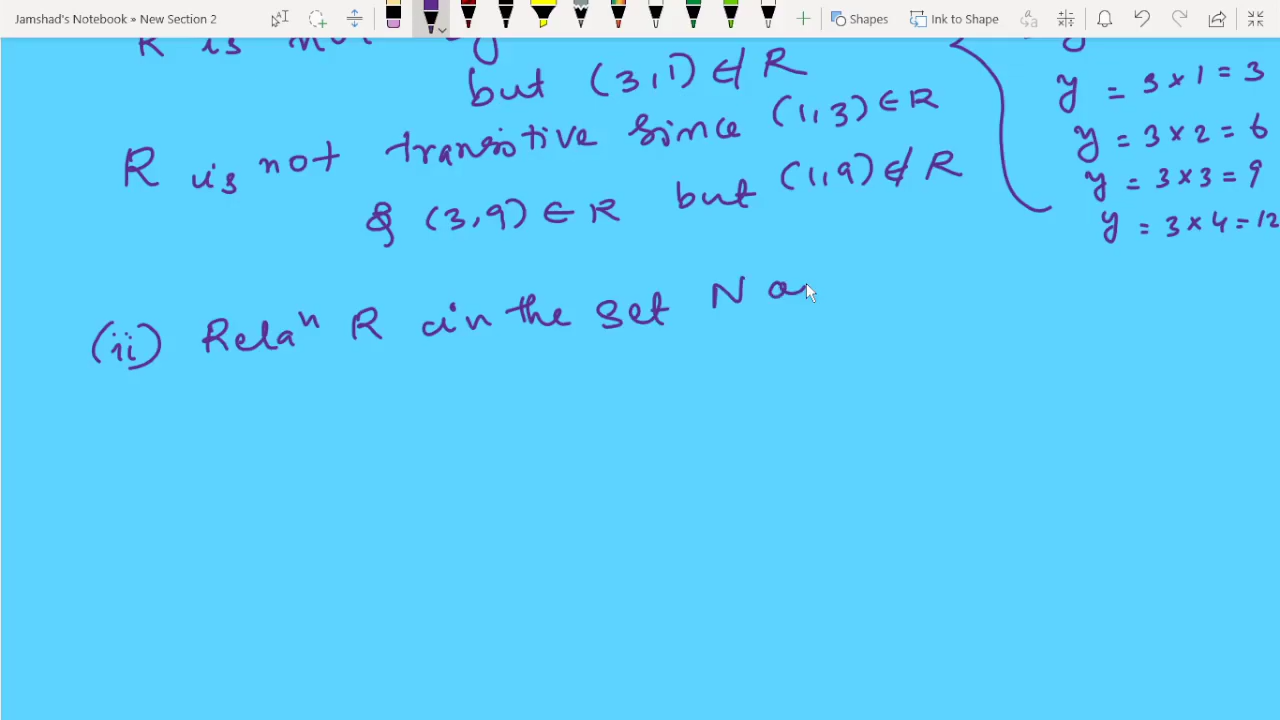 Jamshad's Notebook » New Section 2
Shapes
Ink to Shape
R is not
but (3,1) ∉ R
R is not transitive since (1,3) ∈ R
& (3,9) ∈ R but (1,9) ∉ R
y = 3 × 1 = 3
y = 3 × 2 = 6
y = 3 × 3 = 9
y = 3 × 4 = 12
(ii) Relaⁿ R in the set N a